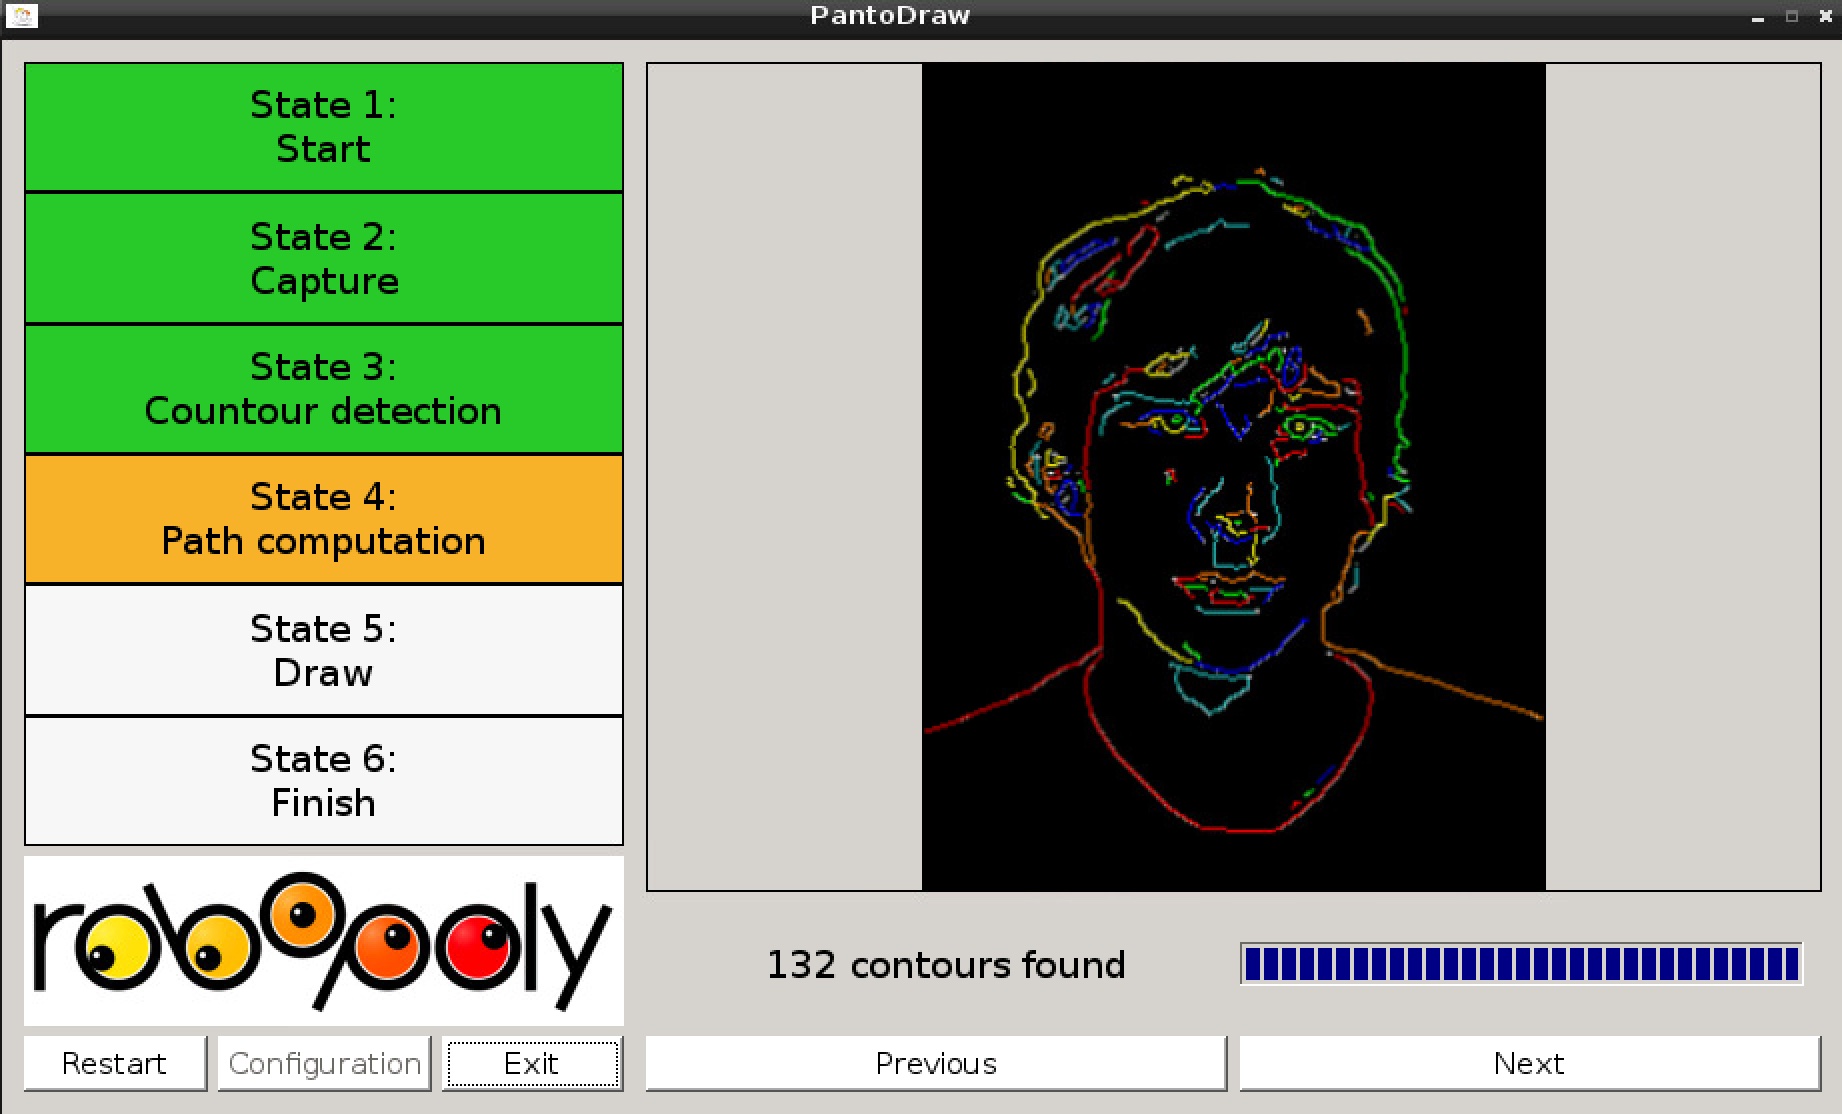 PantoDraw
State 1:
Start
State 2:
Capture
State 3:
Countour detection
State 4:
Path computation
State 5:
Draw
State 6:
Finish
robopoly
132 contours found
Restart
Configuration
Exit
Previous
Next